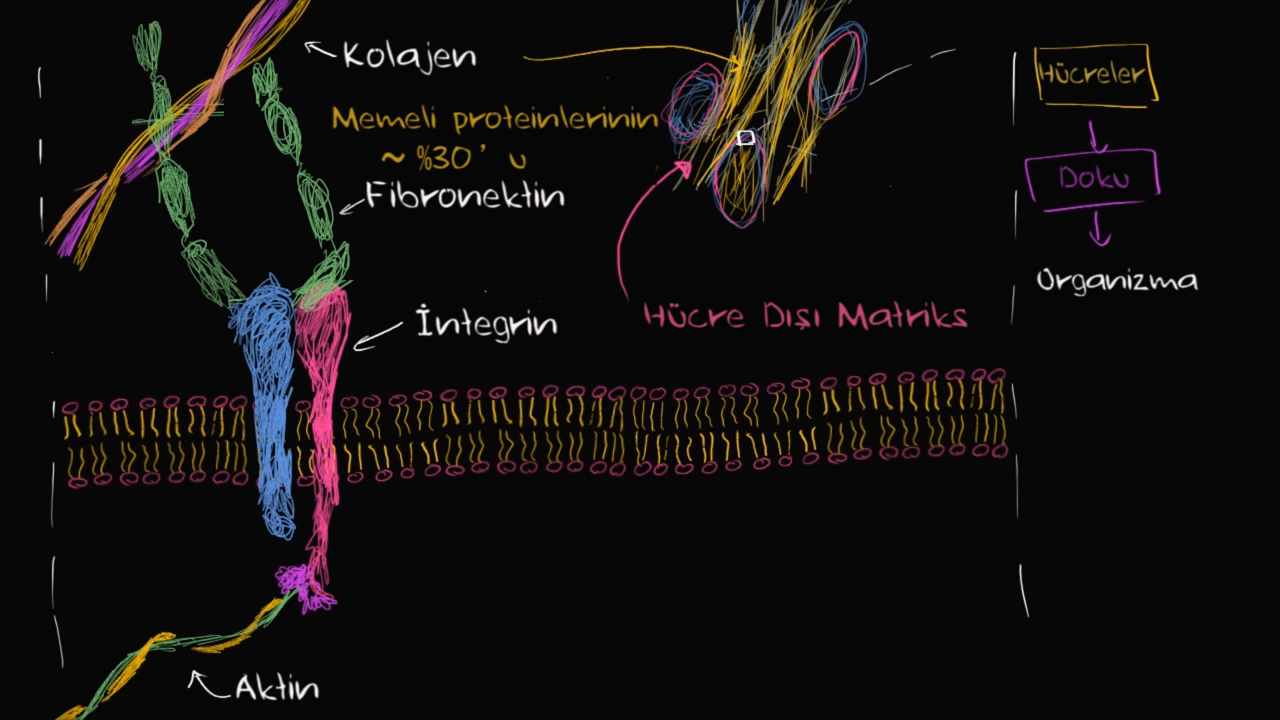 Kolajen
Memeli proteinlerinin
~ %30' u
Fibronektin
İntegrin
Aktin
Hücre Dışı Matriks
Hücreler
Doku
Organizma